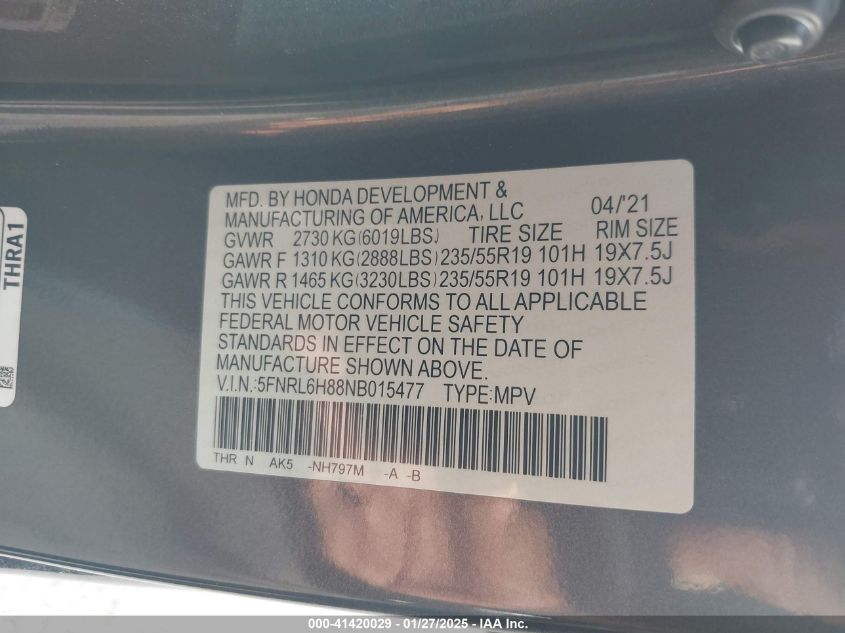 MFD. BY HONDA DEVELOPMENT &
MANUFACTURING OF AMERICA, LLC 04/'21
GVWR 2730 KG(6019LBS) TIRE SIZE RIM SIZE
GAWR F 1310 KG(2888LBS) 235/55R19 101H 19X7.5J
GAWR R 1465 KG(3230LBS) 235/55R19 101H 19X7.5J
THIS VEHICLE CONFORMS TO ALL APPLICABLE
FEDERAL MOTOR VEHICLE SAFETY
STANDARDS IN EFFECT ON THE DATE OF
MANUFACTURE SHOWN ABOVE.
V.I.N.:5FNRL6H88NB015477 TYPE:MPV
THR N AK5 -NH797M -A -B
THRA1
000-41420029 - 01/27/2025 - IAA Inc.